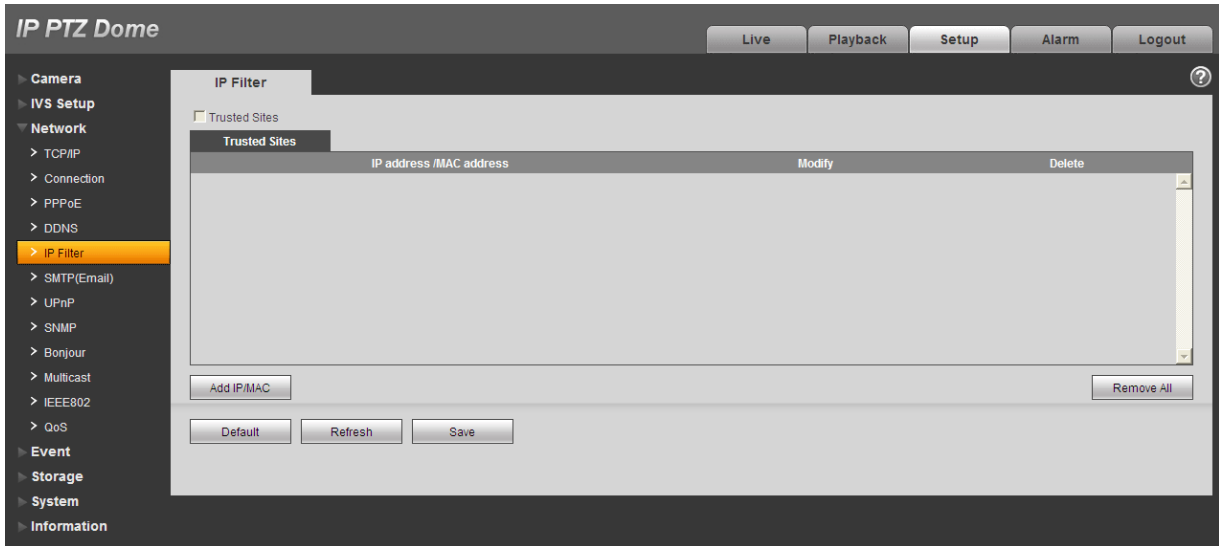 IP PTZ Dome
Live Playback Setup Alarm Logout
Camera
IVS Setup
Network
> TCP/IP
> Connection
> PPPoE
> DDNS
> IP Filter
> SMTP(Email)
> UPnP
> SNMP
> Bonjour
> Multicast
> IEEE802
> QoS
Event
Storage
System
Information
IP Filter
?
Trusted Sites
Trusted Sites
IP address /MAC address Modify Delete
Add IP/MAC Remove All
Default Refresh Save